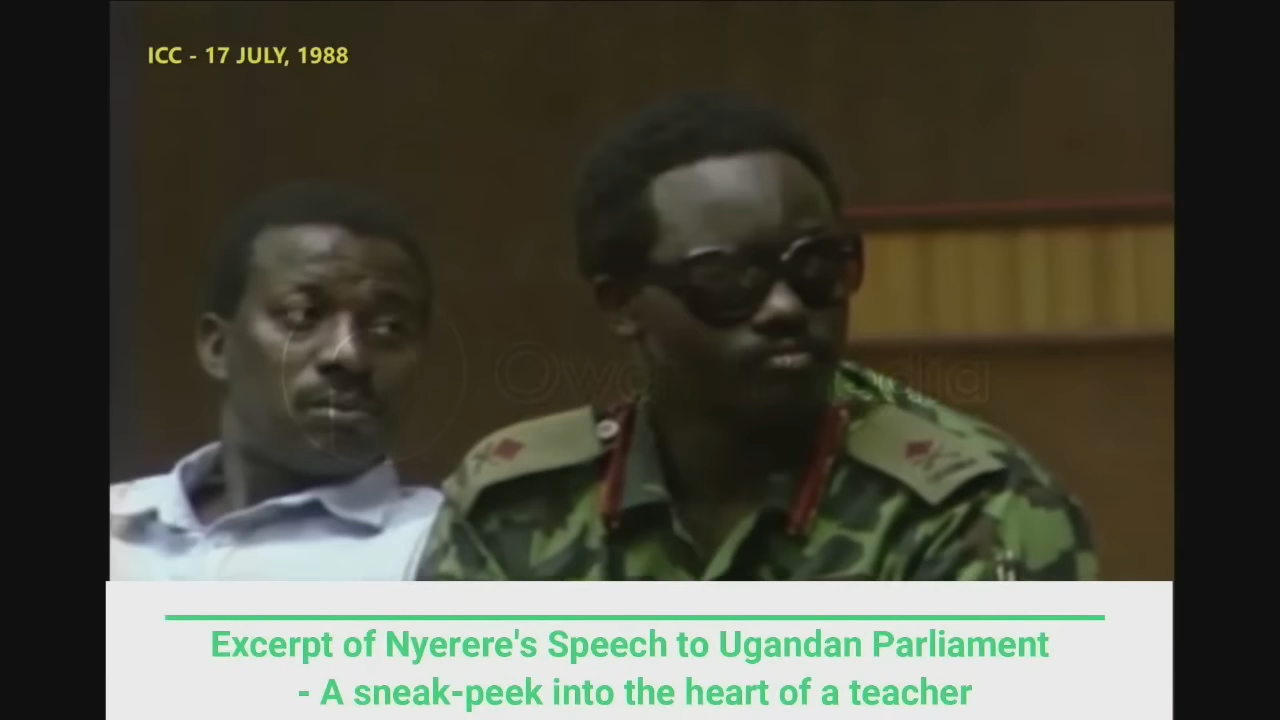 ICC - 17 JULY, 1988
Excerpt of Nyerere's Speech to Ugandan Parliament
- A sneak-peek into the heart of a teacher